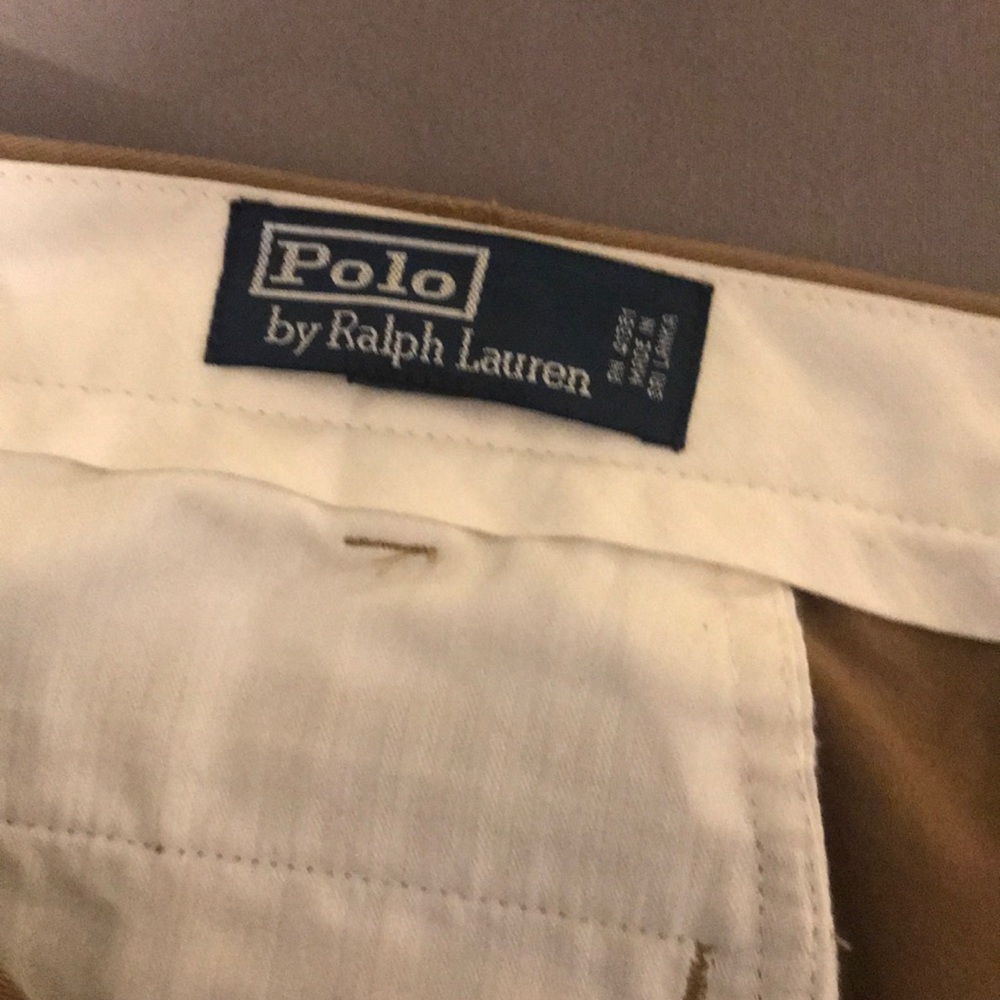 Polo
by Ralph Lauren
MADE IN
SRI LANKA